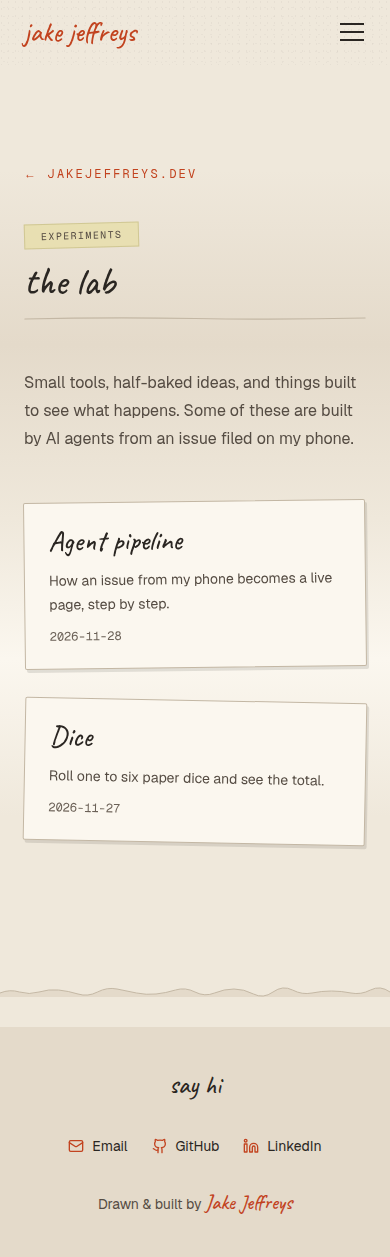 jake jeffreys
← JAKEJEFFREYS.DEV
EXPERIMENTS
the lab
Small tools, half-baked ideas, and things built
to see what happens. Some of these are built
by AI agents from an issue filed on my phone.
Agent pipeline
How an issue from my phone becomes a live
page, step by step.
2026-11-28
Dice
Roll one to six paper dice and see the total.
2026-11-27
say hi
Email GitHub LinkedIn
Drawn & built by Jake Jeffreys